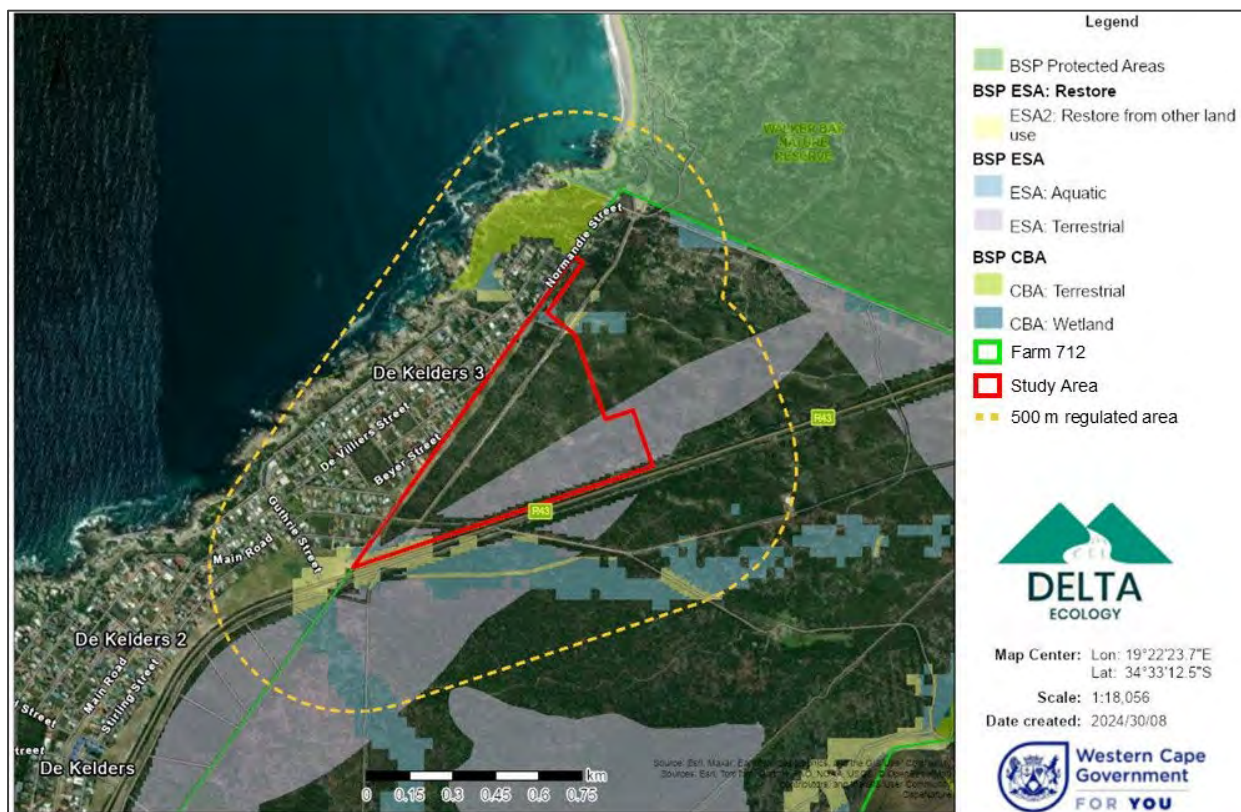 WALKER BAY
NATURE
RESERVE
Normandie Street
De Kelders 3
De Villiers Street
Beyer Street
R43
R43
Guthrie Street
Main Road
De Kelders 2
Main Road
Stirling Street
Street
Street
De Kelders
km
0 0.15 0.3 0.45 0.6 0.75
Legend
BSP Protected Areas
BSP ESA: Restore
ESA2: Restore from other land
use
BSP ESA
ESA: Aquatic
ESA: Terrestrial
BSP CBA
CBA: Terrestrial
CBA: Wetland
Farm 712
Study Area
500 m regulated area
DELTA
ECOLOGY
Map Center: Lon: 19°22'23.7"E
Lat: 34°33'12.5"S
Scale: 1:18,056
Date created: 2024/30/08
Western Cape
Government
FOR YOU